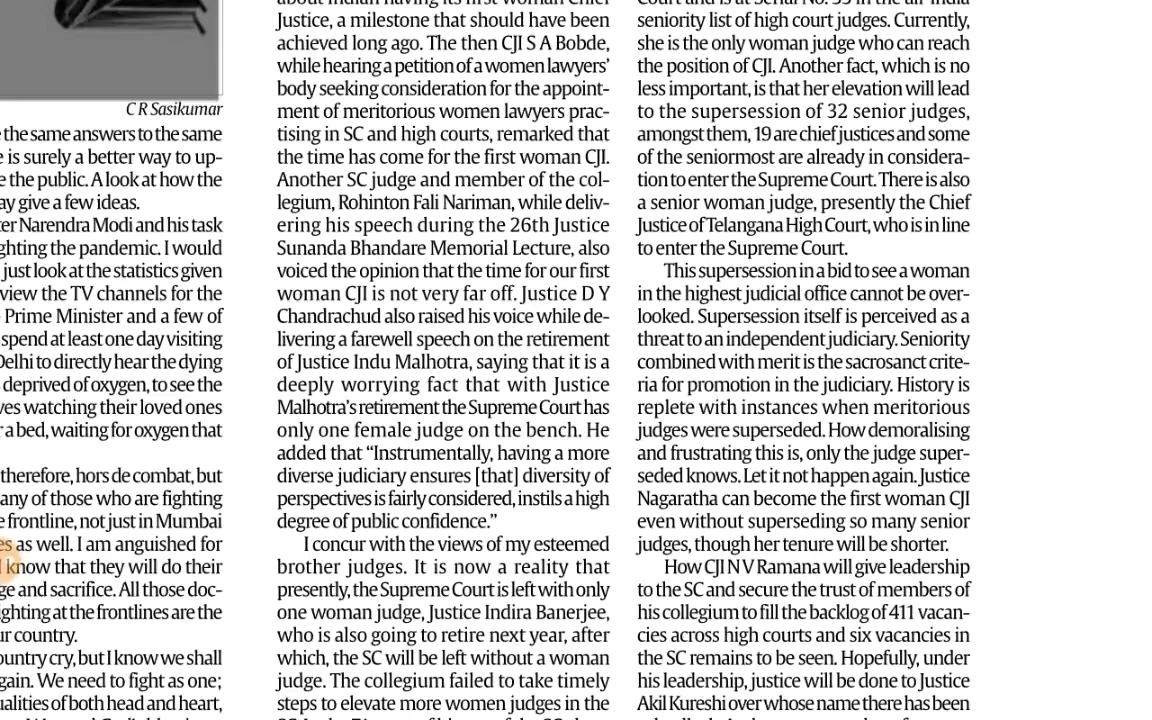 C R Sasikumar
the same answers to the same
is surely a better way to up-
the public. A look at how the
ay give a few ideas.
er Narendra Modi and his task
ghting the pandemic. I would
just look at the statistics given
view the TV channels for the
Prime Minister and a few of
spend at least one day visiting
Delhi to directly hear the dying
deprived of oxygen, to see the
ves watching their loved ones
a bed, waiting for oxygen that
therefore, hors de combat, but
any of those who are fighting
e frontline, not just in Mumbai
es as well. I am anguished for
I know that they will do their
ge and sacrifice. All those doc-
ighting at the frontlines are the
ur country.
ountry cry, but I know we shall
gain. We need to fight as one;
ualities of both head and heart,
about Indian having its first woman Chief
Justice, a milestone that should have been
achieved long ago. The then CJI S A Bobde,
while hearing a petition of a women lawyers'
body seeking consideration for the appoint-
ment of meritorious women lawyers prac-
tising in SC and high courts, remarked that
the time has come for the first woman CJI.
Another SC judge and member of the col-
legium, Rohinton Fali Nariman, while deliv-
ering his speech during the 26th Justice
Sunanda Bhandare Memorial Lecture, also
voiced the opinion that the time for our first
woman CJI is not very far off. Justice D Y
Chandrachud also raised his voice while de-
livering a farewell speech on the retirement
of Justice Indu Malhotra, saying that it is a
deeply worrying fact that with Justice
Malhotra's retirement the Supreme Court has
only one female judge on the bench. He
added that “Instrumentally, having a more
diverse judiciary ensures [that] diversity of
perspectives is fairly considered, instils a high
degree of public confidence.”
I concur with the views of my esteemed
brother judges. It is now a reality that
presently, the Supreme Court is left with only
one woman judge, Justice Indira Banerjee,
who is also going to retire next year, after
which, the SC will be left without a woman
judge. The collegium failed to take timely
steps to elevate more women judges in the
Court and is at Serial No. 33 in the all-India
seniority list of high court judges. Currently,
she is the only woman judge who can reach
the position of CJI. Another fact, which is no
less important, is that her elevation will lead
to the supersession of 32 senior judges,
amongst them, 19 are chief justices and some
of the seniormost are already in considera-
tion to enter the Supreme Court. There is also
a senior woman judge, presently the Chief
Justice of Telangana High Court, who is in line
to enter the Supreme Court.
This supersession in a bid to see a woman
in the highest judicial office cannot be over-
looked. Supersession itself is perceived as a
threat to an independent judiciary. Seniority
combined with merit is the sacrosanct crite-
ria for promotion in the judiciary. History is
replete with instances when meritorious
judges were superseded. How demoralising
and frustrating this is, only the judge super-
seded knows. Let it not happen again. Justice
Nagaratha can become the first woman CJI
even without superseding so many senior
judges, though her tenure will be shorter.
How CJI N V Ramana will give leadership
to the SC and secure the trust of members of
his collegium to fill the backlog of 411 vacan-
cies across high courts and six vacancies in
the SC remains to be seen. Hopefully, under
his leadership, justice will be done to Justice
Akil Kureshi over whose name there has been